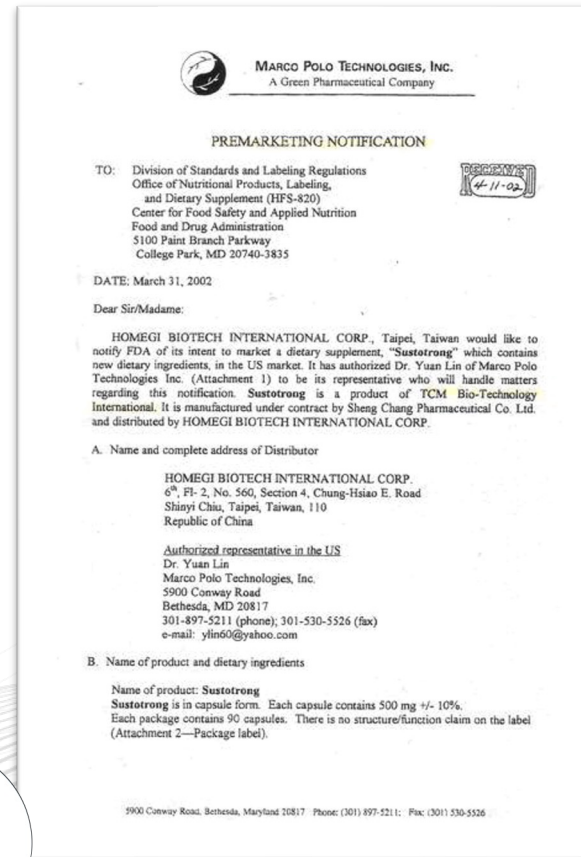 MARCO POLO TECHNOLOGIES, INC.
A Green Pharmaceutical Company
PREMARKETING NOTIFICATION
TO: Division of Standards and Labeling Regulations
Office of Nutritional Products, Labeling,
and Dietary Supplement (HFS-820)
Center for Food Safety and Applied Nutrition
Food and Drug Administration
5100 Paint Branch Parkway
College Park, MD 20740-3835
RECEIVED
4-11-02
DATE: March 31, 2002
Dear Sir/Madame:
HOMEGI BIOTECH INTERNATIONAL CORP., Taipei, Taiwan would like to
notify FDA of its intent to market a dietary supplement, "Sustotrong" which contains
new dietary ingredients, in the US market. It has authorized Dr. Yuan Lin of Marco Polo
Technologies Inc. (Attachment 1) to be its representative who will handle matters
regarding this notification. Sustotrong is a product of TCM Bio-Technology
International. It is manufactured under contract by Sheng Chang Pharmaceutical Co. Ltd.
and distributed by HOMEGI BIOTECH INTERNATIONAL CORP.
A. Name and complete address of Distributor
HOMEGI BIOTECH INTERNATIONAL CORP.
6th, Fl- 2, No. 560, Section 4, Chung-Hsiao E. Road
Shinyi Chiu, Taipei, Taiwan, 110
Republic of China
Authorized representative in the US
Dr. Yuan Lin
Marco Polo Technologies, Inc.
5900 Conway Road
Bethesda, MD 20817
301-897-5211 (phone); 301-530-5526 (fax)
e-mail: ylin60@yahoo.com
B. Name of product and dietary ingredients
Name of product: Sustotrong
Sustotrong is in capsule form. Each capsule contains 500 mg +/- 10%.
Each package contains 90 capsules. There is no structure/function claim on the label
(Attachment 2—Package label).
5900 Conway Road, Bethesda, Maryland 20817 Phone: (301) 897-5211; Fax: (301) 530-5526